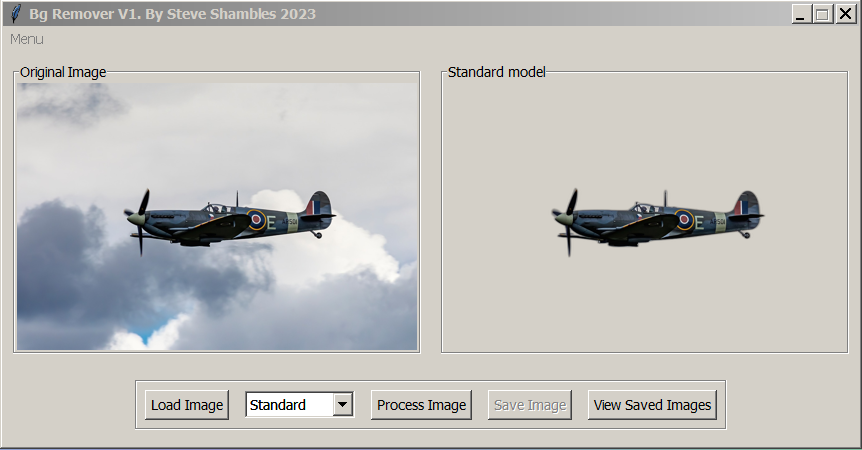 Bg Remover V1. By Steve Shambles 2023
Menu
Original Image
Standard model
E
E
Load Image
Standard
Process Image
Save Image
View Saved Images